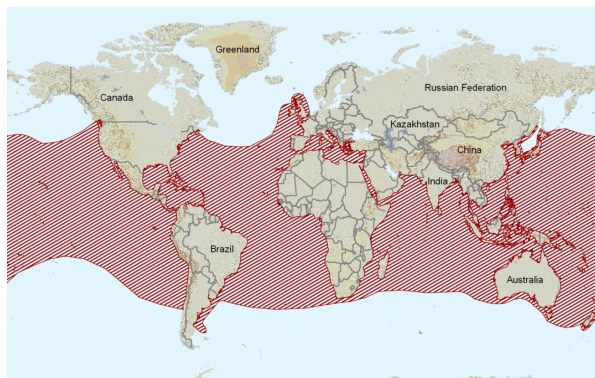 Greenland
Canada
Russian Federation
Kazakhstan
China
India
Brazil
Australia